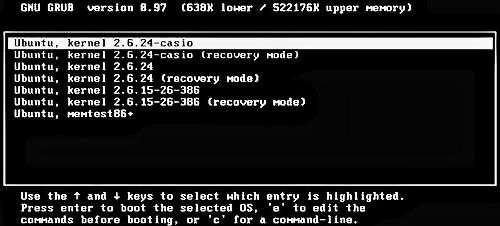 GNU GRUB version 0.97 (638K lower / 522176K upper memory)
Ubuntu, kernel 2.6.24-casio
Ubuntu, kernel 2.6.24-casio (recovery mode)
Ubuntu, kernel 2.6.24
Ubuntu, kernel 2.6.24 (recovery mode)
Ubuntu, kernel 2.6.15-26-386
Ubuntu, kernel 2.6.15-26-386 (recovery mode)
Ubuntu, memtest86+
Use the ↑ and ↓ keys to select which entry is highlighted.
Press enter to boot the selected OS, 'e' to edit the
commands before booting, or 'c' for a command-line.